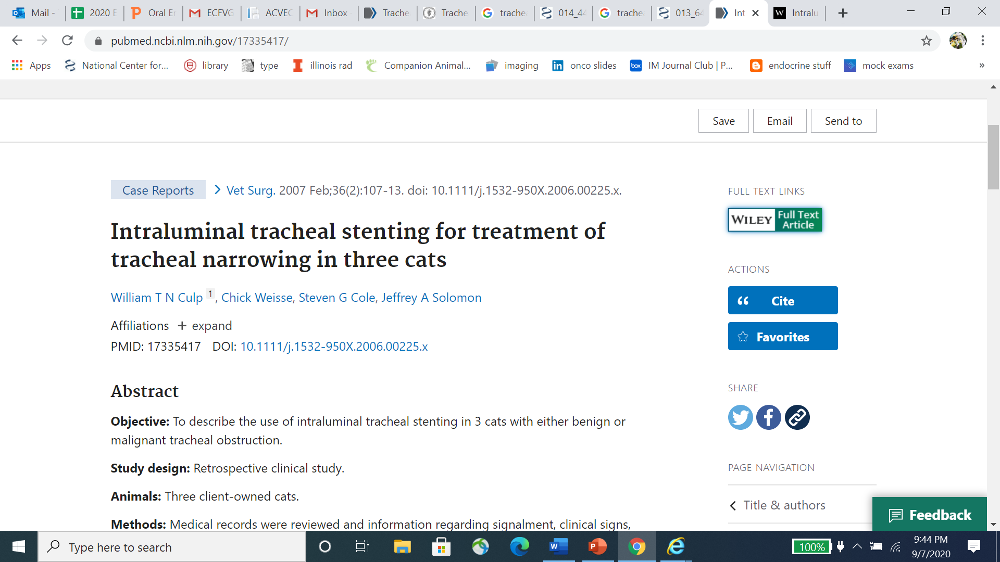 Mail -
2020 E
Oral Er
ECFVG
ACVEC
Inbox
Trache
Trache
trache
014_44
trache
013_64
Int
Intralu
pubmed.ncbi.nlm.nih.gov/17335417/
Apps
National Center for...
library
type
illinois rad
Companion Animal...
imaging
onco slides
IM Journal Club | P...
endocrine stuff
mock exams
»
Save
Email
Send to
Case Reports
Vet Surg. 2007 Feb;36(2):107-13. doi: 10.1111/j.1532-950X.2006.00225.x.
Intraluminal tracheal stenting for treatment of
tracheal narrowing in three cats
William T N Culp 1, Chick Weisse, Steven G Cole, Jeffrey A Solomon
Affiliations + expand
PMID: 17335417 DOI: 10.1111/j.1532-950X.2006.00225.x
Abstract
Objective: To describe the use of intraluminal tracheal stenting in 3 cats with either benign or
malignant tracheal obstruction.
Study design: Retrospective clinical study.
Animals: Three client-owned cats.
Methods: Medical records were reviewed and information regarding signalment, clinical signs,
FULL TEXT LINKS
WILEY
Full Text
Article
ACTIONS
Cite
Favorites
SHARE
PAGE NAVIGATION
Title & authors
Feedback
Type here to search
100%
9:44 PM
9/7/2020